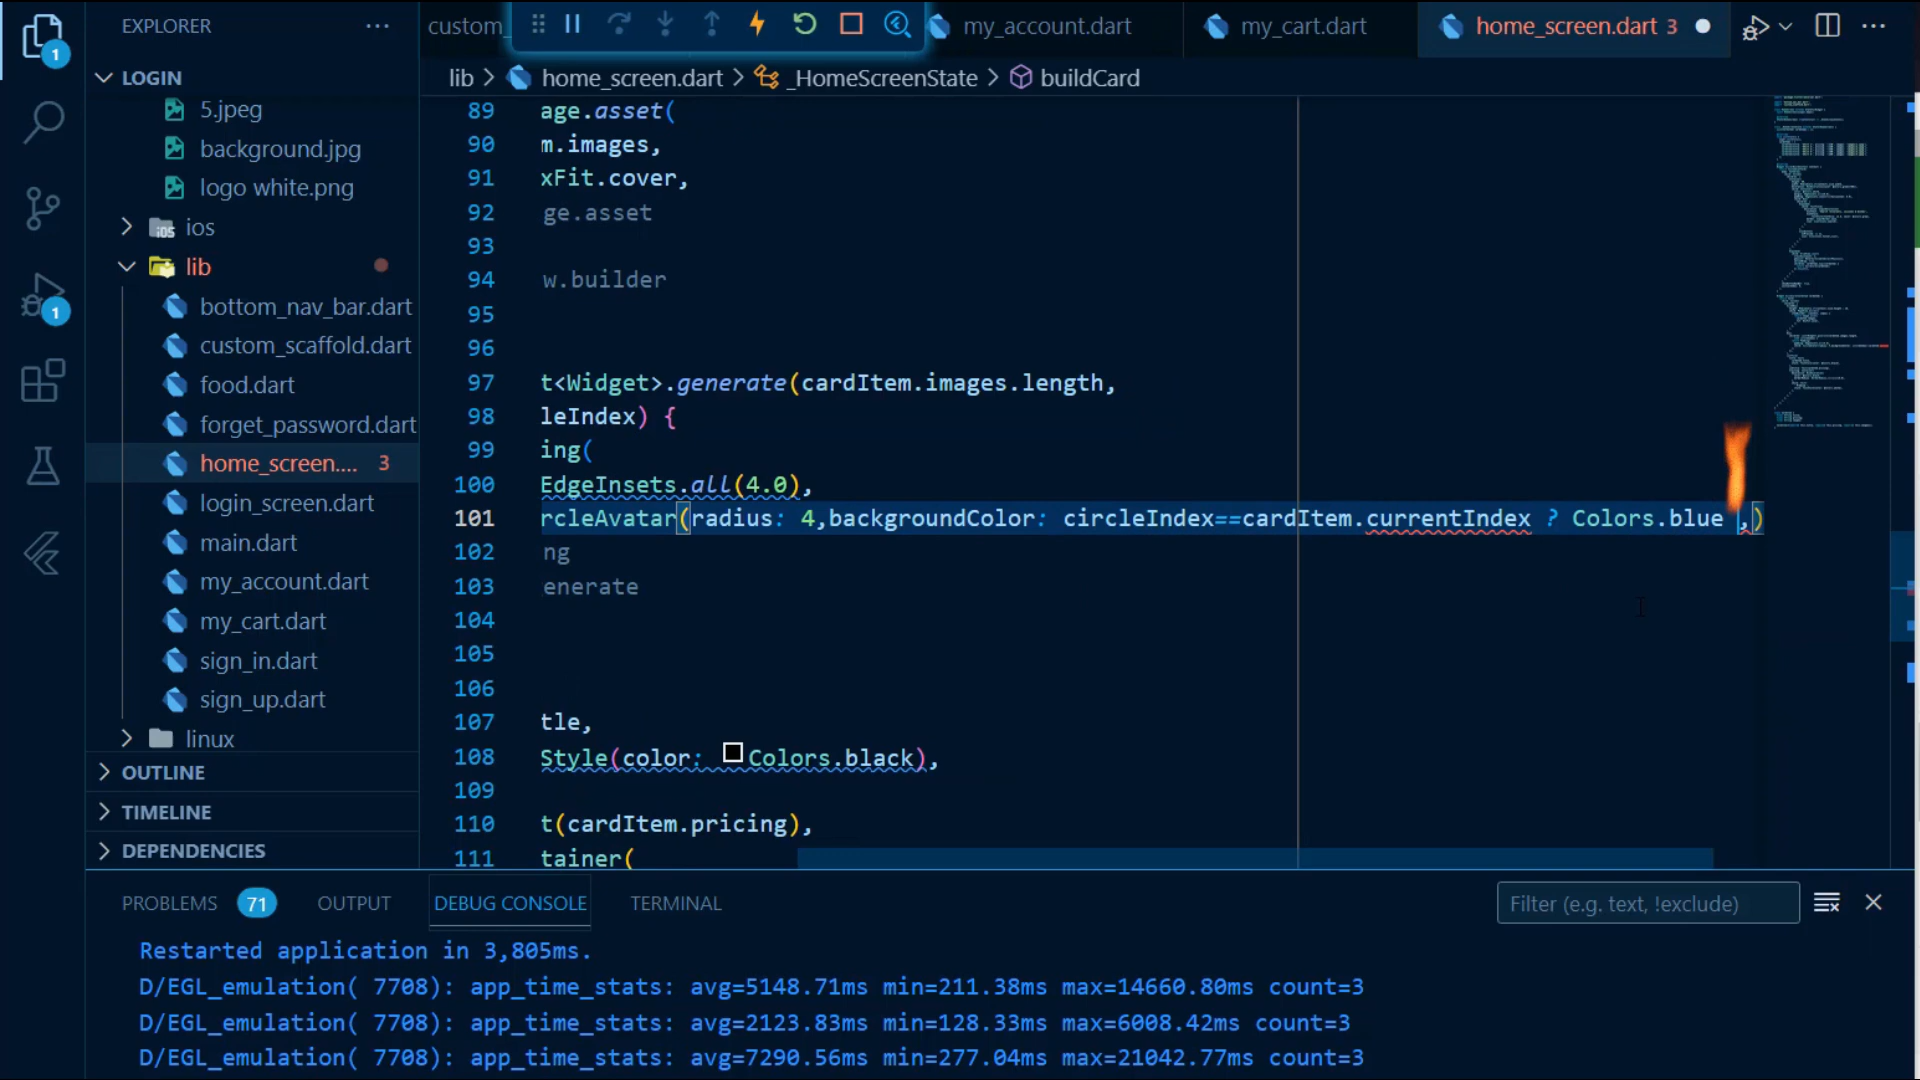 EXPLORER
custom_
my_account.dart
my_cart.dart
home_screen.dart 3
LOGIN
lib > home_screen.dart > _HomeScreenState > buildCard
1
5.jpeg
background.jpg
logo white.png
ios
lib
bottom_nav_bar.dart
custom_scaffold.dart
food.dart
forget_password.dart
home_screen.... 3
login_screen.dart
main.dart
my_account.dart
my_cart.dart
sign_in.dart
sign_up.dart
linux
OUTLINE
TIMELINE
DEPENDENCIES
1
89 age.asset(
90 m.images,
91 xFit.cover,
92 ge.asset
93
94 w.builder
95
96
97 t<Widget>.generate(cardItem.images.length,
98 leIndex) {
99 ing(
100 EdgeInsets.all(4.0),
101 rcleAvatar(radius: 4,backgroundColor: circleIndex==cardItem.currentIndex ? Colors.blue ,)
102 ng
103 enerate
104
105
106
107 tle,
108 Style(color: Colors.black),
109
110 t(cardItem.pricing),
111 tainer(
PROBLEMS 71 OUTPUT DEBUG CONSOLE TERMINAL
Filter (e.g. text, !exclude)
Restarted application in 3,805ms.
D/EGL_emulation( 7708): app_time_stats: avg=5148.71ms min=211.38ms max=14660.80ms count=3
D/EGL_emulation( 7708): app_time_stats: avg=2123.83ms min=128.33ms max=6008.42ms count=3
D/EGL_emulation( 7708): app_time_stats: avg=7290.56ms min=277.04ms max=21042.77ms count=3